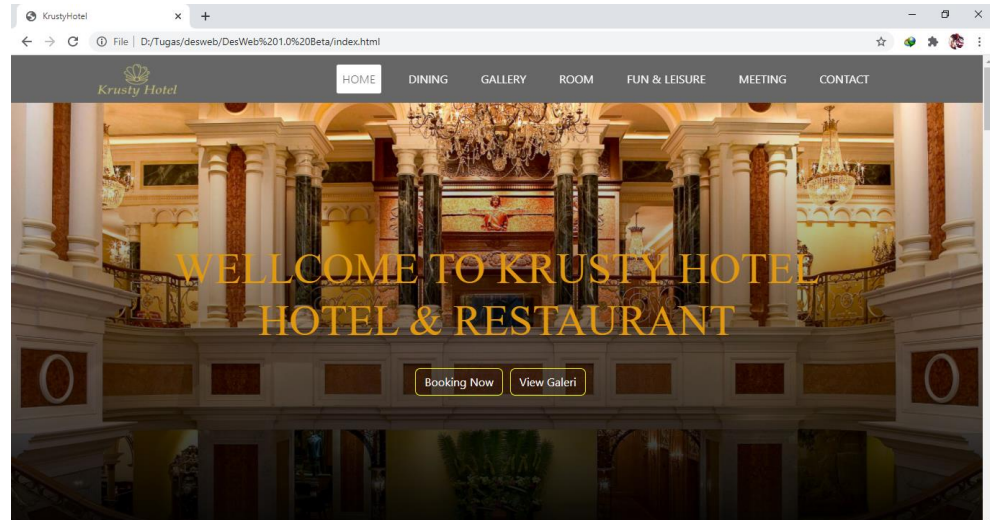 KrustyHotel
File | D:/Tugas/desweb/DesWeb%201.0%20Beta/index.html
Krusty Hotel
HOME DINING GALLERY ROOM FUN & LEISURE MEETING CONTACT
WELLCOME TO KRUSTY HOTEL
HOTEL & RESTAURANT
Booking Now View Galeri